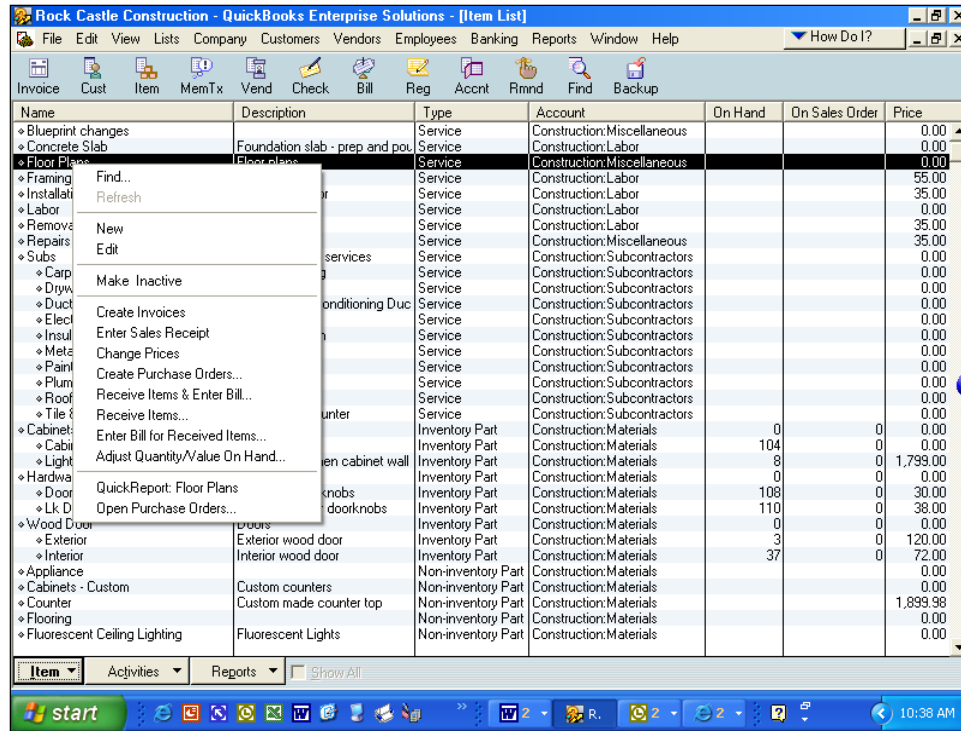 Rock Castle Construction - QuickBooks Enterprise Solutions - [Item List]
File Edit View Lists Company Customers Vendors Employees Banking Reports Window Help How Do I?
Invoice Cust Item MemTx Vend Check Bill Reg Accnt Rmnd Find Backup
Name Description Type Account On Hand On Sales Order Price
Blueprint changes Service Construction:Miscellaneous 0.00
Concrete Slab Foundation slab - prep and pou Service Construction:Labor 0.00
Floor Plans Floor plans Service Construction:Miscellaneous 0.00
Framing Service Construction:Labor 55.00
Installati Service Construction:Labor 35.00
Labor Service Construction:Labor 0.00
Remova Service Construction:Labor 35.00
Repairs Service Construction:Miscellaneous 35.00
Subs services Service Construction:Subcontractors 0.00
Carp Service Construction:Subcontractors 0.00
Dryw Service Construction:Subcontractors 0.00
Duct onditioning Duc Service Construction:Subcontractors 0.00
Elec Service Construction:Subcontractors 0.00
Insul Service Construction:Subcontractors 0.00
Meta Service Construction:Subcontractors 0.00
Paint Service Construction:Subcontractors 0.00
Plum Service Construction:Subcontractors 0.00
Roof Service Construction:Subcontractors 0.00
Tile & unter Service Construction:Subcontractors 0.00
Cabinet Inventory Part Construction:Materials 0 0 0.00
Cabi Inventory Part Construction:Materials 104 0 0.00
Light en cabinet wall Inventory Part Construction:Materials 8 0 1,799.00
Hardwa Inventory Part Construction:Materials 0 0 0.00
Door knobs Inventory Part Construction:Materials 108 0 30.00
Lk D doorknobs Inventory Part Construction:Materials 110 0 38.00
Wood Door Doors Inventory Part Construction:Materials 0 0 0.00
Exterior Exterior wood door Inventory Part Construction:Materials 3 0 120.00
Interior Interior wood door Inventory Part Construction:Materials 37 0 72.00
Appliance Non-inventory Part Construction:Materials 0.00
Cabinets - Custom Custom counters Non-inventory Part Construction:Materials 0.00
Counter Custom made counter top Non-inventory Part Construction:Materials 1,899.98
Flooring Non-inventory Part Construction:Materials 0.00
Fluorescent Ceiling Lighting Fluorescent Lights Non-inventory Part Construction:Materials 0.00
Find...
Refresh
New
Edit
Make Inactive
Create Invoices
Enter Sales Receipt
Change Prices
Create Purchase Orders...
Receive Items & Enter Bill...
Receive Items...
Enter Bill for Received Items...
Adjust Quantity/Value On Hand...
QuickReport: Floor Plans
Open Purchase Orders...
Item Activities Reports Show All
start 2 R. 2 2 10:38 AM